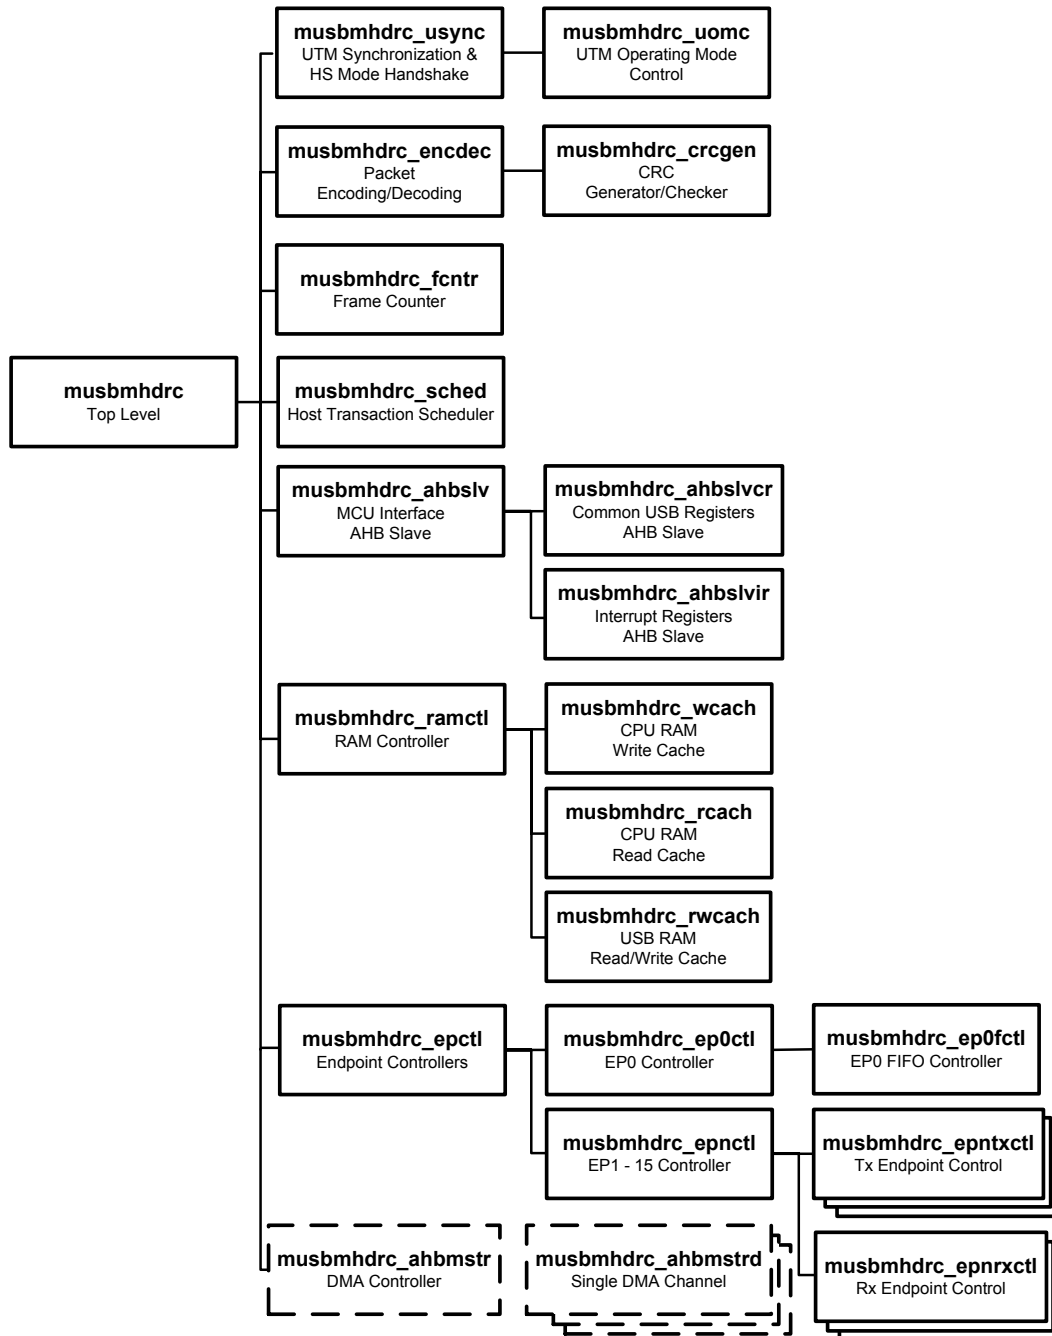 musbmhdrc_usync
UTM Synchronization &
HS Mode Handshake
musbmhdrc_uomc
UTM Operating Mode
Control
musbmhdrc_encdec
Packet
Encoding/Decoding
musbmhdrc_crcgen
CRC
Generator/Checker
musbmhdrc_fcntr
Frame Counter
musbmhdrc
Top Level
musbmhdrc_sched
Host Transaction Scheduler
musbmhdrc_ahbslv
MCU Interface
AHB Slave
musbmhdrc_ahbslvcr
Common USB Registers
AHB Slave
musbmhdrc_ahbslvir
Interrupt Registers
AHB Slave
musbmhdrc_ramctl
RAM Controller
musbmhdrc_wcach
CPU RAM
Write Cache
musbmhdrc_rcach
CPU RAM
Read Cache
musbmhdrc_rwcach
USB RAM
Read/Write Cache
musbmhdrc_epctl
Endpoint Controllers
musbmhdrc_ep0ctl
EP0 Controller
musbmhdrc_ep0fctl
EP0 FIFO Controller
musbmhdrc_epnctl
EP1 - 15 Controller
musbmhdrc_epntxctl
Tx Endpoint Control
musbmhdrc_ahbmstr
DMA Controller
musbmhdrc_ahbmstrd
Single DMA Channel
musbmhdrc_epnrxctl
Rx Endpoint Control